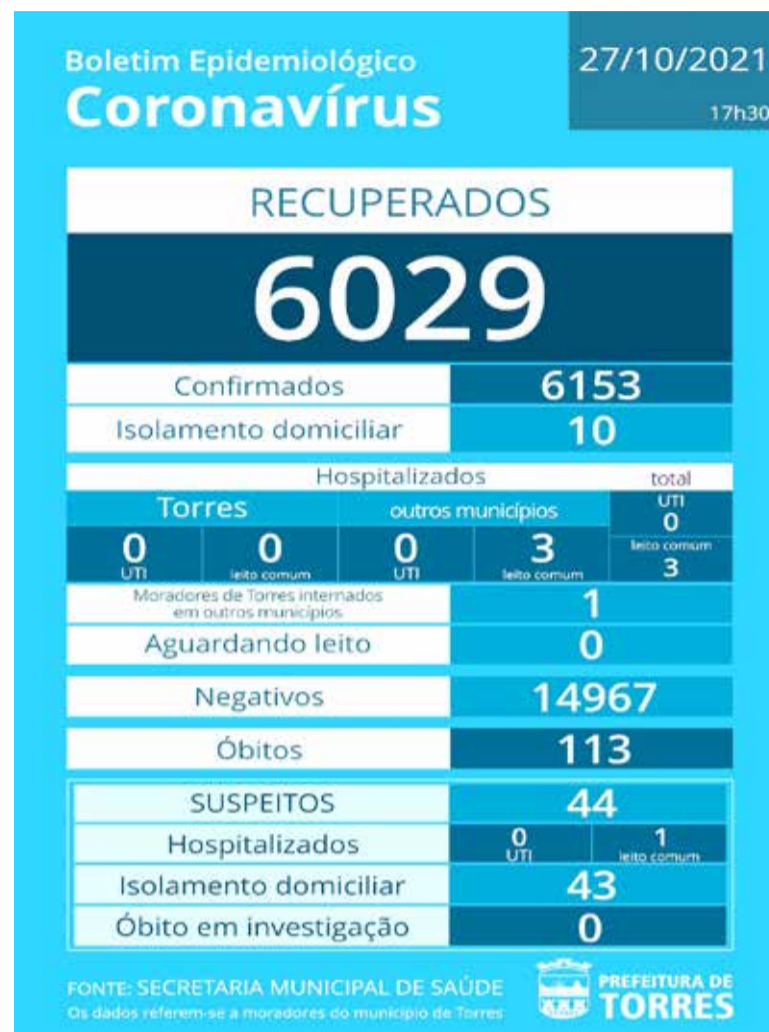 Boletim Epidemiológico
Coronavírus
27/10/2021
17h30
RECUPERADOS
6029
Confirmados 6153
Isolamento domiciliar 10
Hospitalizados total
Torres outros municípios
UTI
0
0 0 0 3
UTI leito comum UTI leito comum
leito comum
3
Moradores de Torres internados
em outros municípios
1
Aguardando leito 0
Negativos 14967
Óbitos 113
SUSPEITOS 44
Hospitalizados
0 1
UTI leito comum
Isolamento domiciliar 43
Óbito em investigação 0
FONTE: SECRETARIA MUNICIPAL DE SAÚDE
Os dados referem-se a moradores do município de Torres
PREFEITURA DE
TORRES